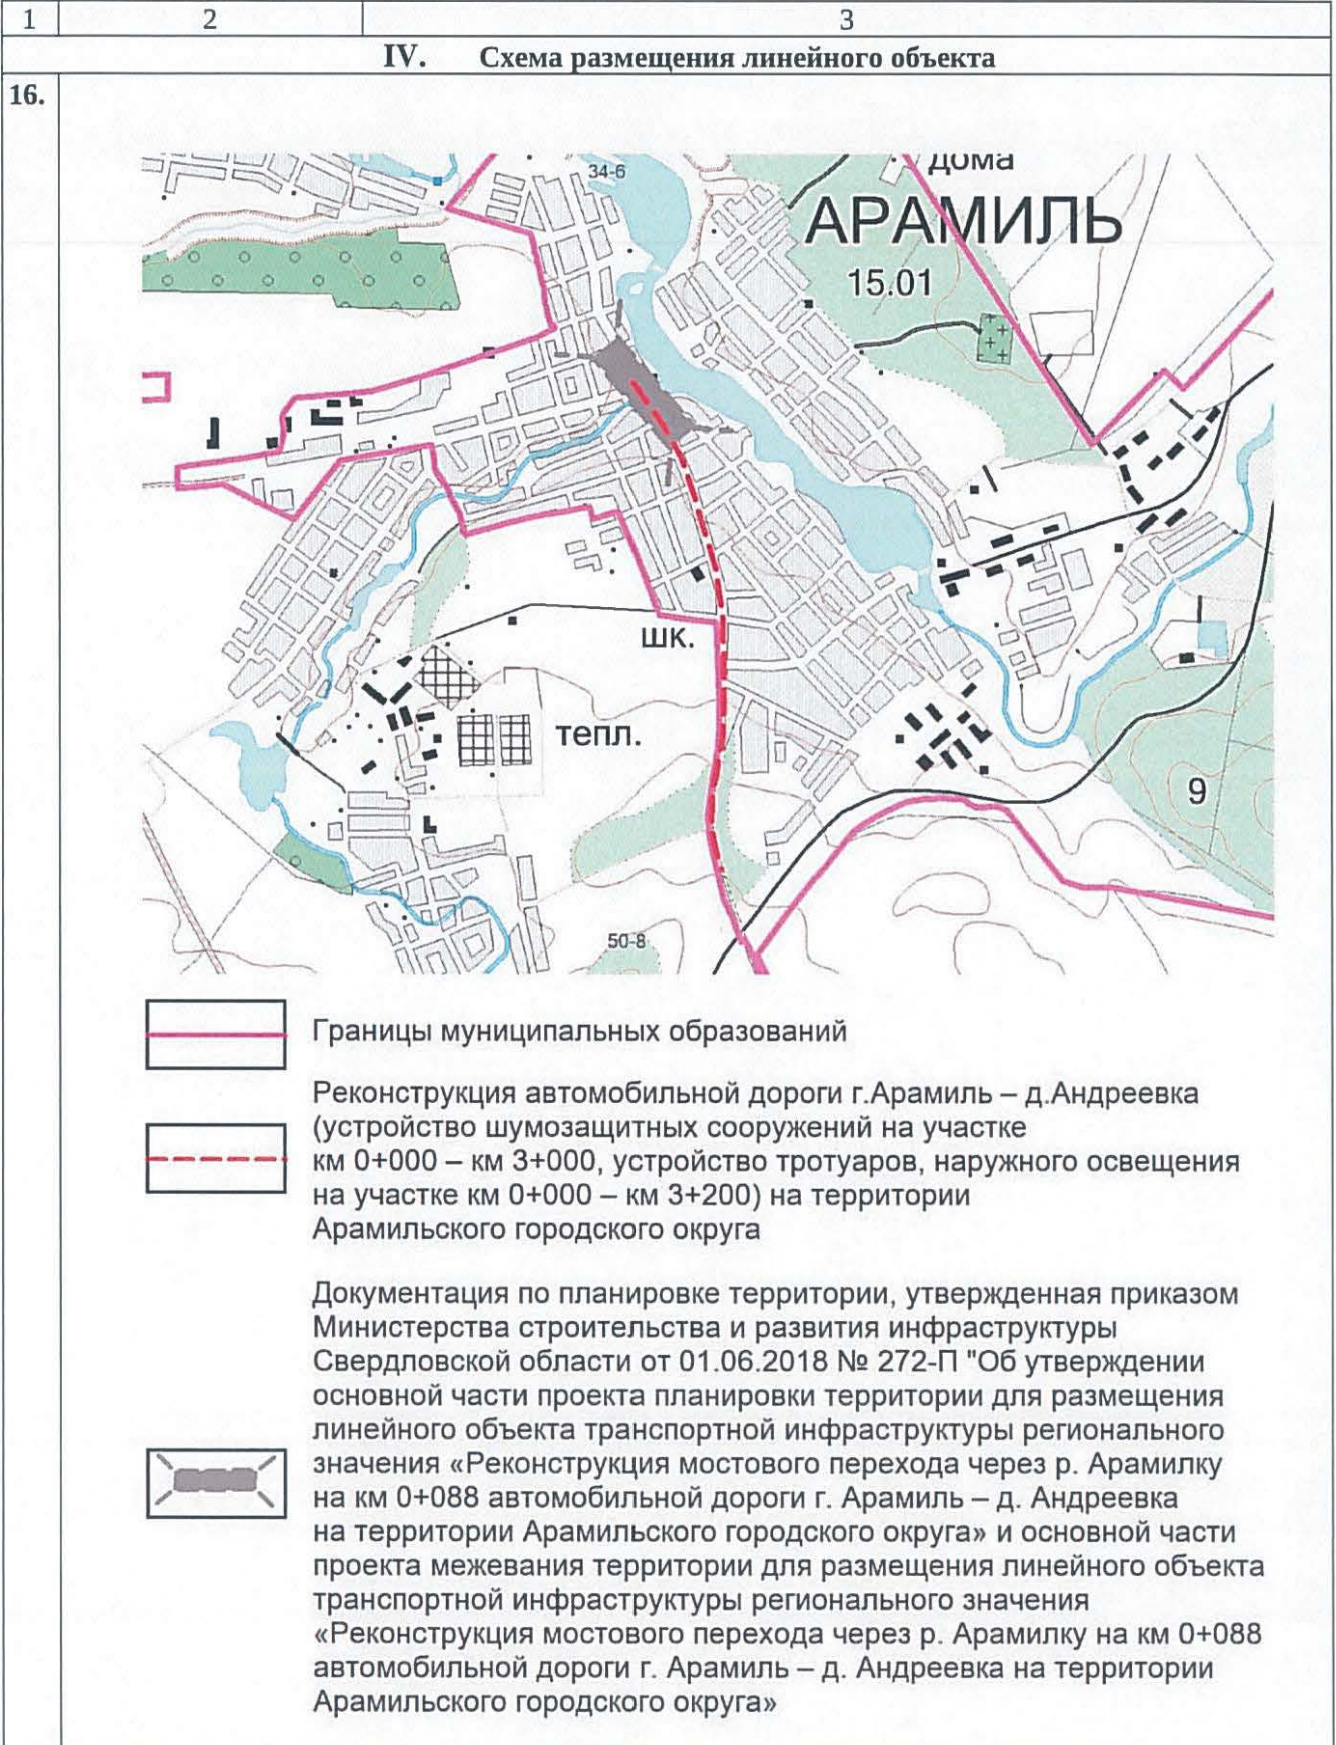 1 2 3
IV. Схема размещения линейного объекта
16.
дома
34-6
АРАМИЛЬ
15.01
шк.
тепл.
9
50-8
Границы муниципальных образований
Реконструкция автомобильной дороги г.Арамиль – д.Андреевка
(устройство шумозащитных сооружений на участке
км 0+000 – км 3+000, устройство тротуаров, наружного освещения
на участке км 0+000 – км 3+200) на территории
Арамильского городского округа
Документация по планировке территории, утвержденная приказом
Министерства строительства и развития инфраструктуры
Свердловской области от 01.06.2018 № 272-П "Об утверждении
основной части проекта планировки территории для размещения
линейного объекта транспортной инфраструктуры регионального
значения «Реконструкция мостового перехода через р. Арамилку
на км 0+088 автомобильной дороги г. Арамиль – д. Андреевка
на территории Арамильского городского округа» и основной части
проекта межевания территории для размещения линейного объекта
транспортной инфраструктуры регионального значения
«Реконструкция мостового перехода через р. Арамилку на км 0+088
автомобильной дороги г. Арамиль – д. Андреевка на территории
Арамильского городского округа»